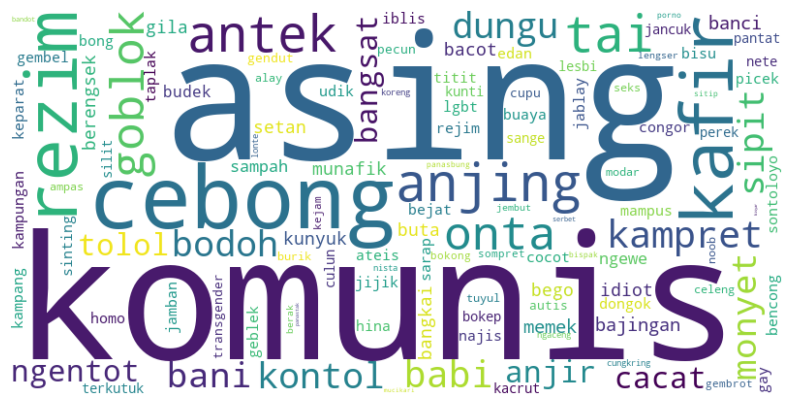 bandot
gembel
bong
gila
antek
iblis
dungu
tai
porno
banci
rezim
goblok
berengsek
taplak
keparat
budek
asing
bangsat
gendut
pecun
bacot
edan
jancuk
lengser
pantat
lesbi
bisu
nete
picek
kafir
sipit
alay
udik
titit
kunti
koreng
cupu
lgbt
buaya
seks
sitip
jablay
setan
rejim
sange
congor
perek
silit
lonte
sampah
munafik
panasbung
modar
sontoloyo
ampas
cebong
kejam
anjing
bejat
jembut
mampus
kampungan
sinting
tolol
bodoh
kunyuk
buta
onta
serbet
kampret
noob
burik
culun
ateis
sarap
bokong
sompret
cocot
bispak
ngewe
nista
jijik
komunis
kampang
homo
jamban
transgender
geblek
berak
panastak
hina
bangkai
tuyul
bokep
najis
bego
autis
dongok
memek
ngaceng
idiot
bajingan
celeng
monyet
bencong
cungkring
ngentot
terkutuk
bani
kontol
babi
anjir
kacrut
cacat
gembrot
gay